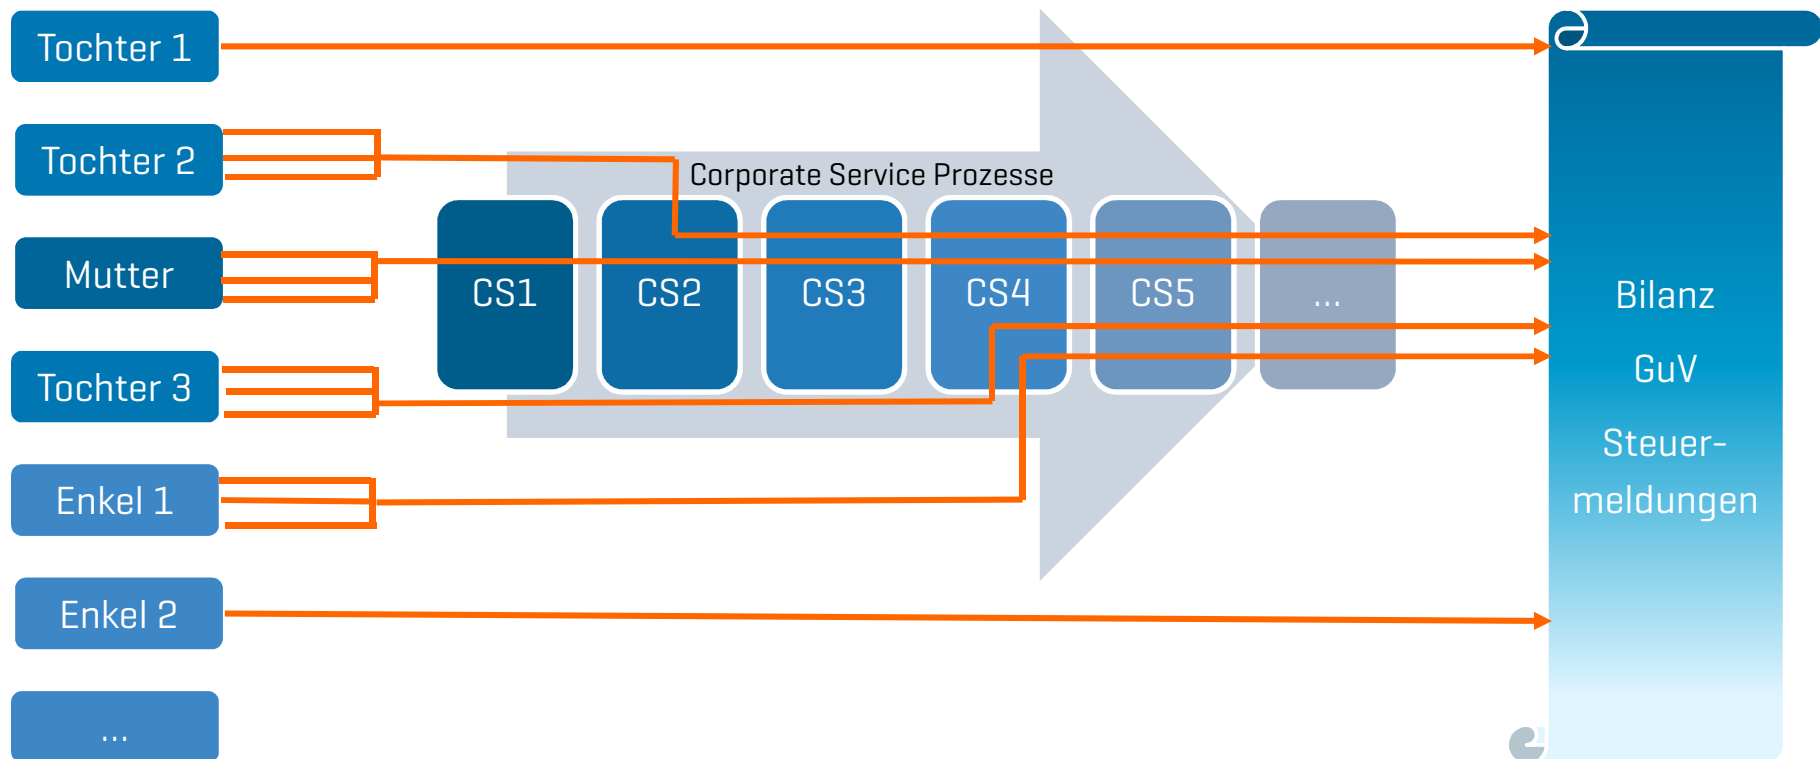 Tochter 1
Tochter 2
Mutter
Tochter 3
Enkel 1
Enkel 2
...
Corporate Service Prozesse
CS1
CS2
CS3
CS4
CS5
...
Bilanz
GuV
Steuer-
meldungen